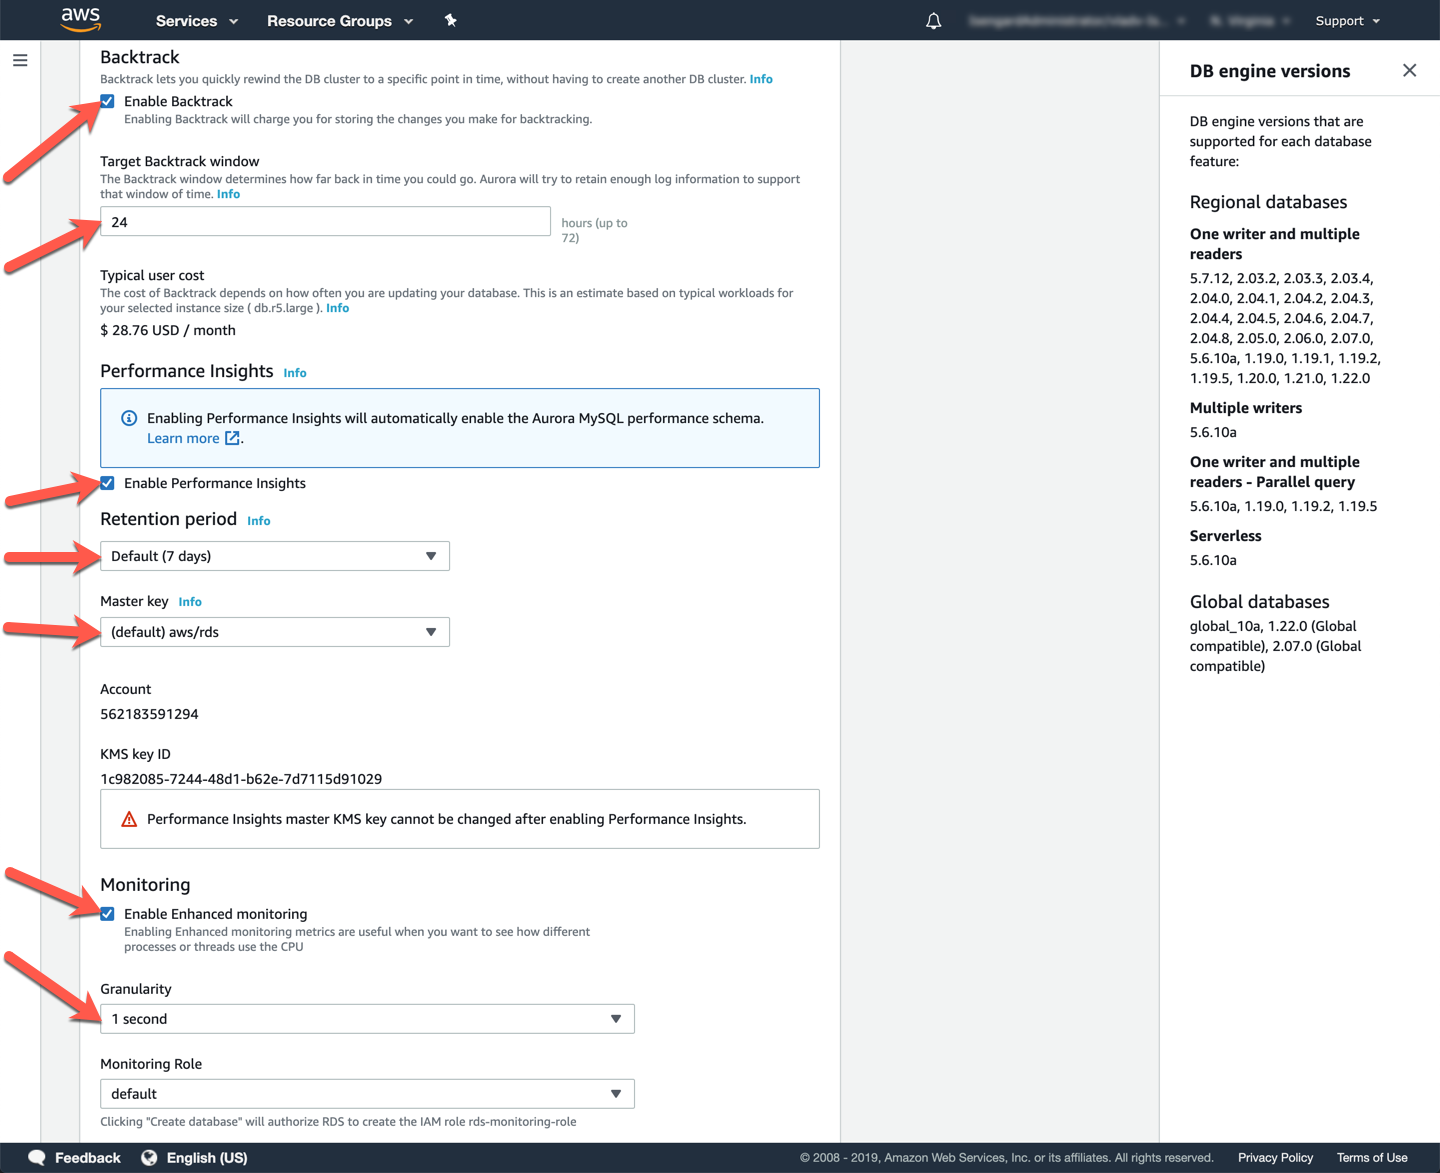 aws
Services
Resource Groups
Support
Backtrack
Backtrack lets you quickly rewind the DB cluster to a specific point in time, without having to create another DB cluster. Info
Enable Backtrack
Enabling Backtrack will charge you for storing the changes you make for backtracking.
Target Backtrack window
The Backtrack window determines how far back in time you could go. Aurora will try to retain enough log information to support
that window of time. Info
24
hours (up to
72)
Typical user cost
The cost of Backtrack depends on how often you are updating your database. This is an estimate based on typical workloads for
your selected instance size ( db.r5.large ). Info
$ 28.76 USD / month
Performance Insights Info
Enabling Performance Insights will automatically enable the Aurora MySQL performance schema.
Learn more .
Enable Performance Insights
Retention period Info
Default (7 days)
Master key Info
(default) aws/rds
Account
562183591294
KMS key ID
1c982085-7244-48d1-b62e-7d7115d91029
Performance Insights master KMS key cannot be changed after enabling Performance Insights.
Monitoring
Enable Enhanced monitoring
Enabling Enhanced monitoring metrics are useful when you want to see how different
processes or threads use the CPU
Granularity
1 second
Monitoring Role
default
Clicking "Create database" will authorize RDS to create the IAM role rds-monitoring-role
DB engine versions
DB engine versions that are
supported for each database
feature:
Regional databases
One writer and multiple
readers
5.7.12, 2.03.2, 2.03.3, 2.03.4,
2.04.0, 2.04.1, 2.04.2, 2.04.3,
2.04.4, 2.04.5, 2.04.6, 2.04.7,
2.04.8, 2.05.0, 2.06.0, 2.07.0,
5.6.10a, 1.19.0, 1.19.1, 1.19.2,
1.19.5, 1.20.0, 1.21.0, 1.22.0
Multiple writers
5.6.10a
One writer and multiple
readers - Parallel query
5.6.10a, 1.19.0, 1.19.2, 1.19.5
Serverless
5.6.10a
Global databases
global_10a, 1.22.0 (Global
compatible), 2.07.0 (Global
compatible)
Feedback
English (US)
© 2008 - 2019, Amazon Web Services, Inc. or its affiliates. All rights reserved.
Privacy Policy
Terms of Use